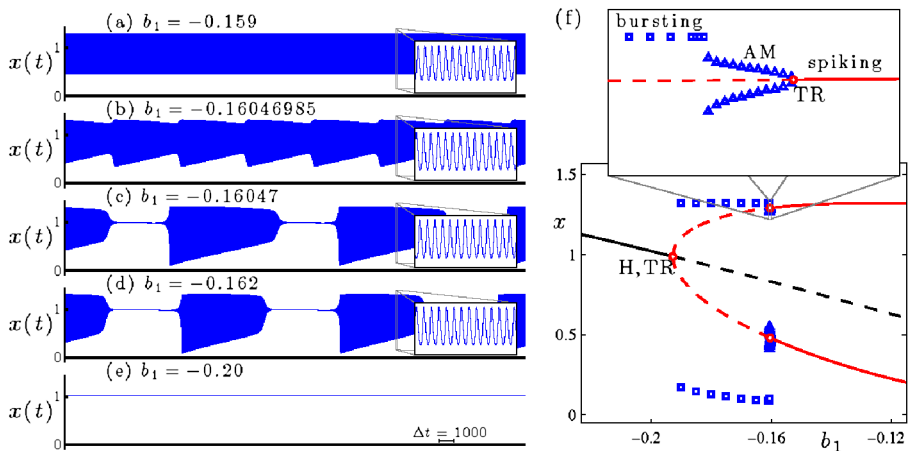 (a) b₁ = −0.159
x(t)
1
0
(b) b₁ = −0.16046985
x(t)
1
0
(c) b₁ = −0.16047
x(t)
1
0
(d) b₁ = −0.162
x(t)
1
0
(e) b₁ = −0.20
x(t)
1
0
Δt = 1000
(f)
bursting
AM
spiking
TR
1.5
x
1
H,TR
0.5
0
−0.2
−0.16
b₁
−0.12